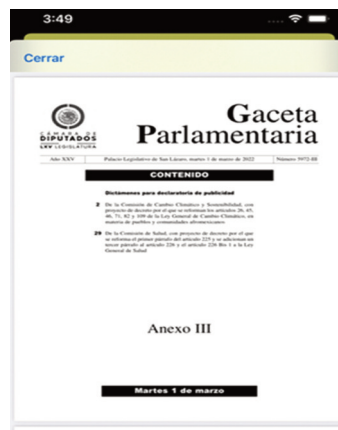 3:49
Cerrar
CÁMARA DE
DIPUTADOS
LXV LEGISLATURA
Gaceta
Parlamentaria
Año XXV
Palacio Legislativo de San Lázaro, martes 1 de marzo de 2022
Número 5972-III
CONTENIDO
Dictámenes para declaratoria de publicidad
2 De la Comisión de Cambio Climático y Sostenibilidad, con
proyecto de decreto por el que se reforman los artículos 26, 45,
46, 71, 82 y 109 de la Ley General de Cambio Climático, en
materia de pueblos y comunidades afromexicanos
29 De la Comisión de Salud, con proyecto de decreto por el que
se reforma el primer párrafo del artículo 225 y se adicionan un
tercer párrafo al artículo 226 y el artículo 226 Bis 1 a la Ley
General de Salud
Anexo III
Martes 1 de marzo